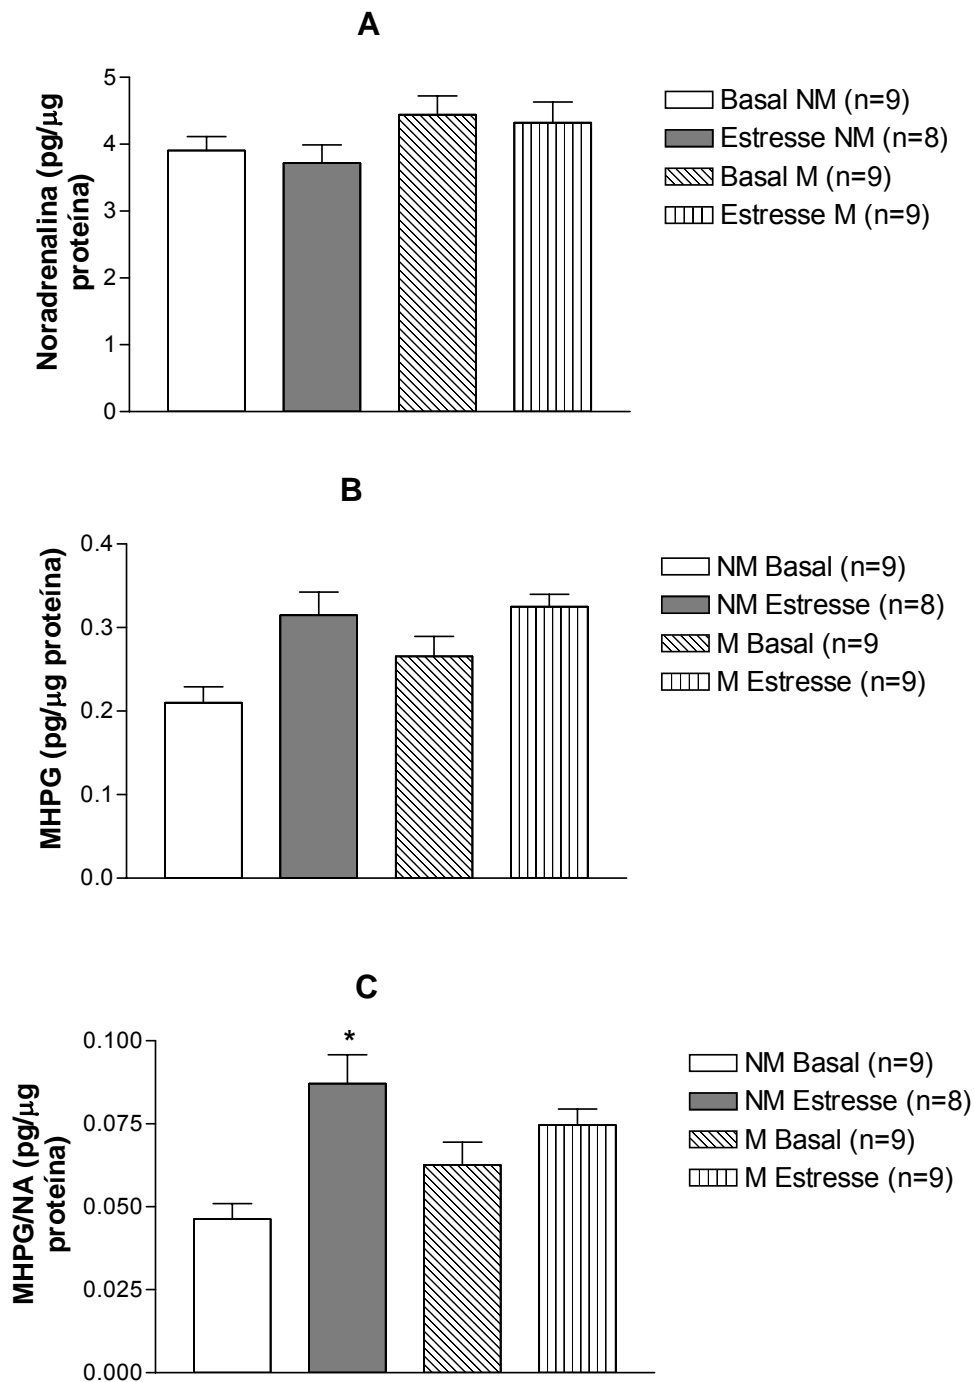 A
Noradrenalina (pg/μg
proteína)
5
4
3
2
1
0
Basal NM (n=9)
Estresse NM (n=8)
Basal M (n=9)
Estresse M (n=9)
B
MHPG (pg/μg proteína)
0.4
0.3
0.2
0.1
0.0
NM Basal (n=9)
NM Estresse (n=8)
M Basal (n=9
M Estresse (n=9)
C
MHPG/NA (pg/μg
proteína)
0.100
0.075
0.050
0.025
0.000
*
NM Basal (n=9)
NM Estresse (n=8)
M Basal (n=9)
M Estresse (n=9)